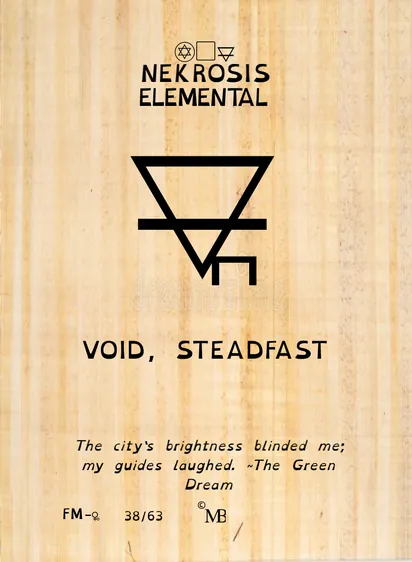 NEKROSIS
ELEMENTAL
VOID, STEADFAST
The city's brightness blinded me;
my guides laughed. ~The Green
Dream
FM-♀ 38/63 © MB